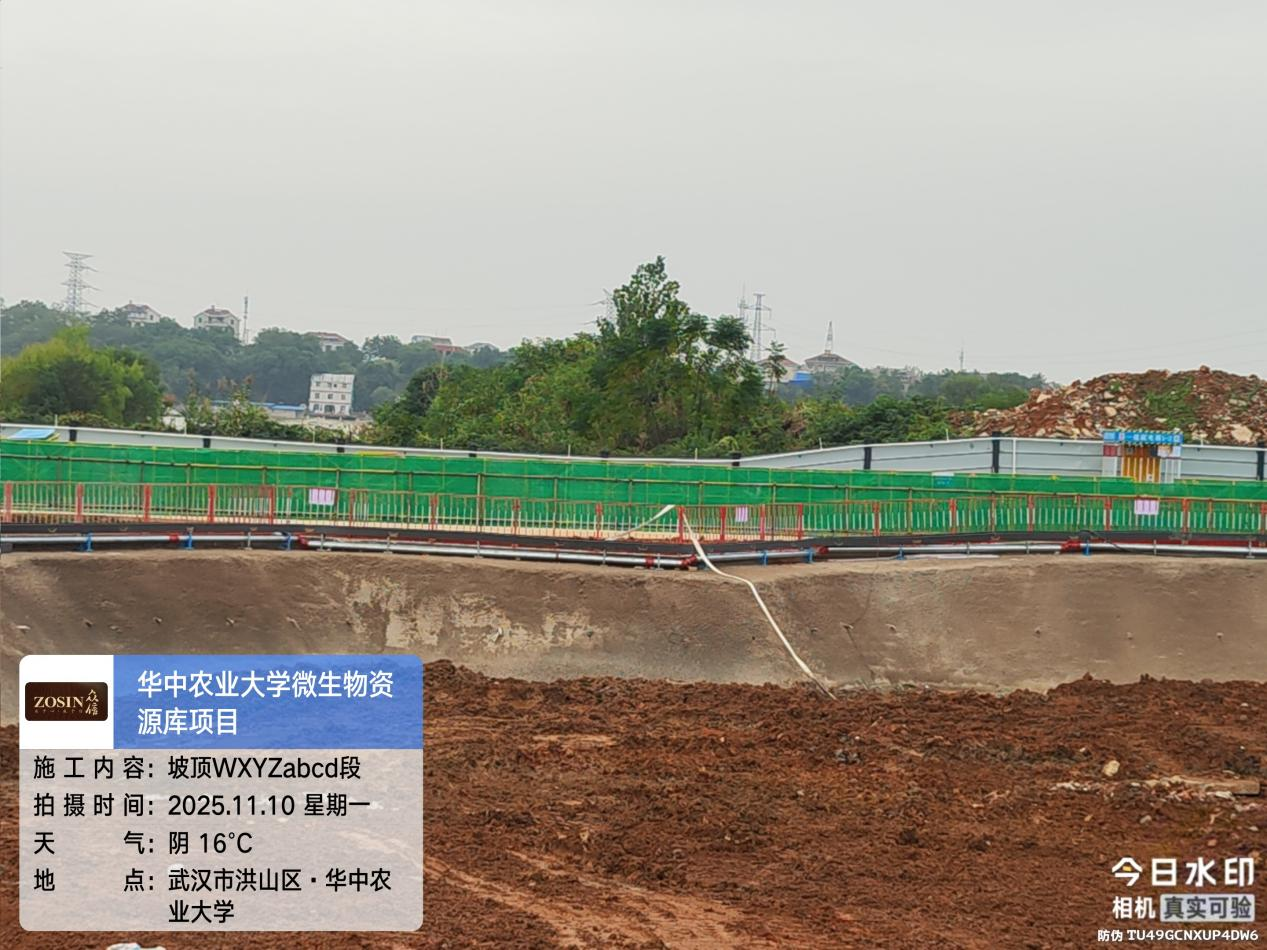 ZOSIN众信
华中农业大学微生物资
源库项目
施工内容：坡顶WXYZabcd段
拍摄时间：2025.11.10 星期一
天气：阴 16°C
地点：武汉市洪山区·华中农
业大学
今日水印
相机 真实可验
防伪 TU49GCNXUP4DW6